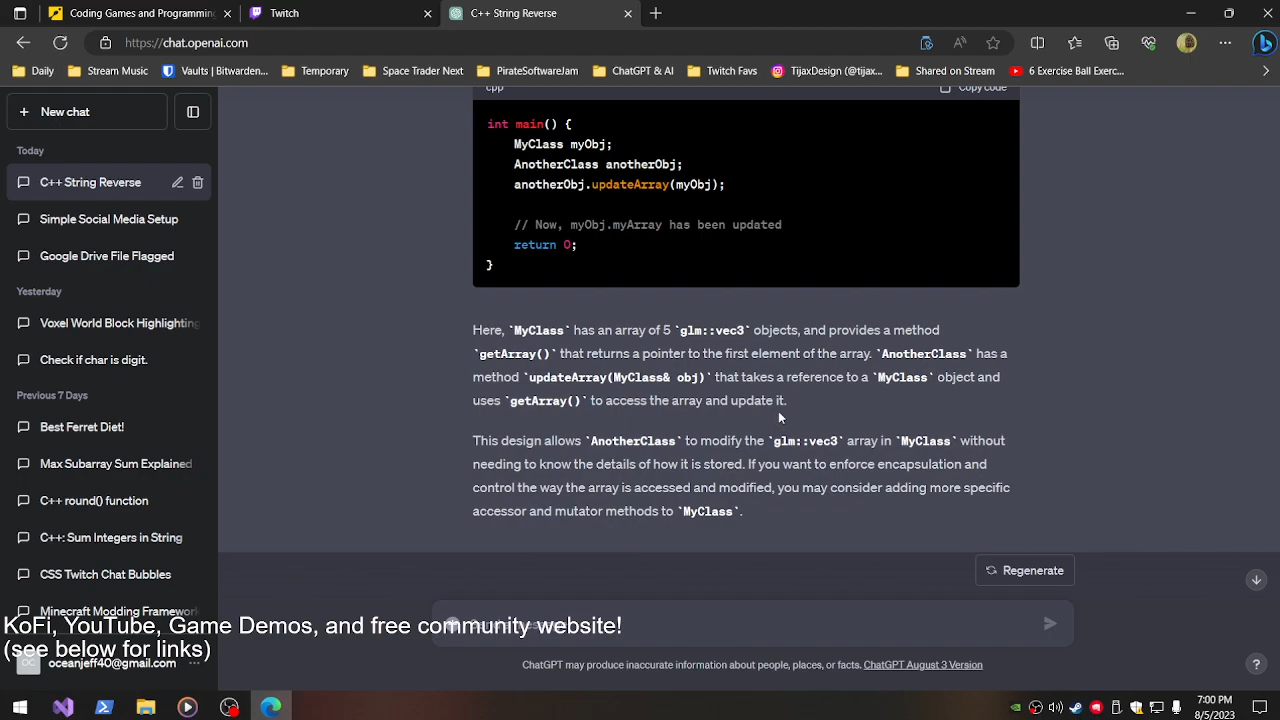 Coding Games and Programming
Twitch
C++ String Reverse
https://chat.openai.com
Daily
Stream Music
Vaults | Bitwarden...
Temporary
Space Trader Next
PirateSoftwareJam
ChatGPT & AI
Twitch Favs
TijaxDesign (@tijax...
Shared on Stream
6 Exercise Ball Exerc...
New chat
Today
C++ String Reverse
Simple Social Media Setup
Google Drive File Flagged
Yesterday
Voxel World Block Highlighting
Check if char is digit.
Previous 7 Days
Best Ferret Diet!
Max Subarray Sum Explained
C++ round() function
C++: Sum Integers in String
CSS Twitch Chat Bubbles
Minecraft Modding Framework
KoFi, YouTube, Game Demos, and free community website!
(see below for links)
oceanjeff40@gmail.com
cpp
Copy code
int main() {
MyClass myObj;
AnotherClass anotherObj;
anotherObj.updateArray(myObj);
// Now, myObj.myArray has been updated
return 0;
}
Here, `MyClass` has an array of 5 `glm::vec3` objects, and provides a method
`getArray()` that returns a pointer to the first element of the array. `AnotherClass` has a
method `updateArray(MyClass& obj)` that takes a reference to a `MyClass` object and
uses `getArray()` to access the array and update it.
This design allows `AnotherClass` to modify the `glm::vec3` array in `MyClass` without
needing to know the details of how it is stored. If you want to enforce encapsulation and
control the way the array is accessed and modified, you may consider adding more specific
accessor and mutator methods to `MyClass`.
Regenerate
ChatGPT may produce inaccurate information about people, places, or facts. ChatGPT August 3 Version
7:00 PM
8/5/2023